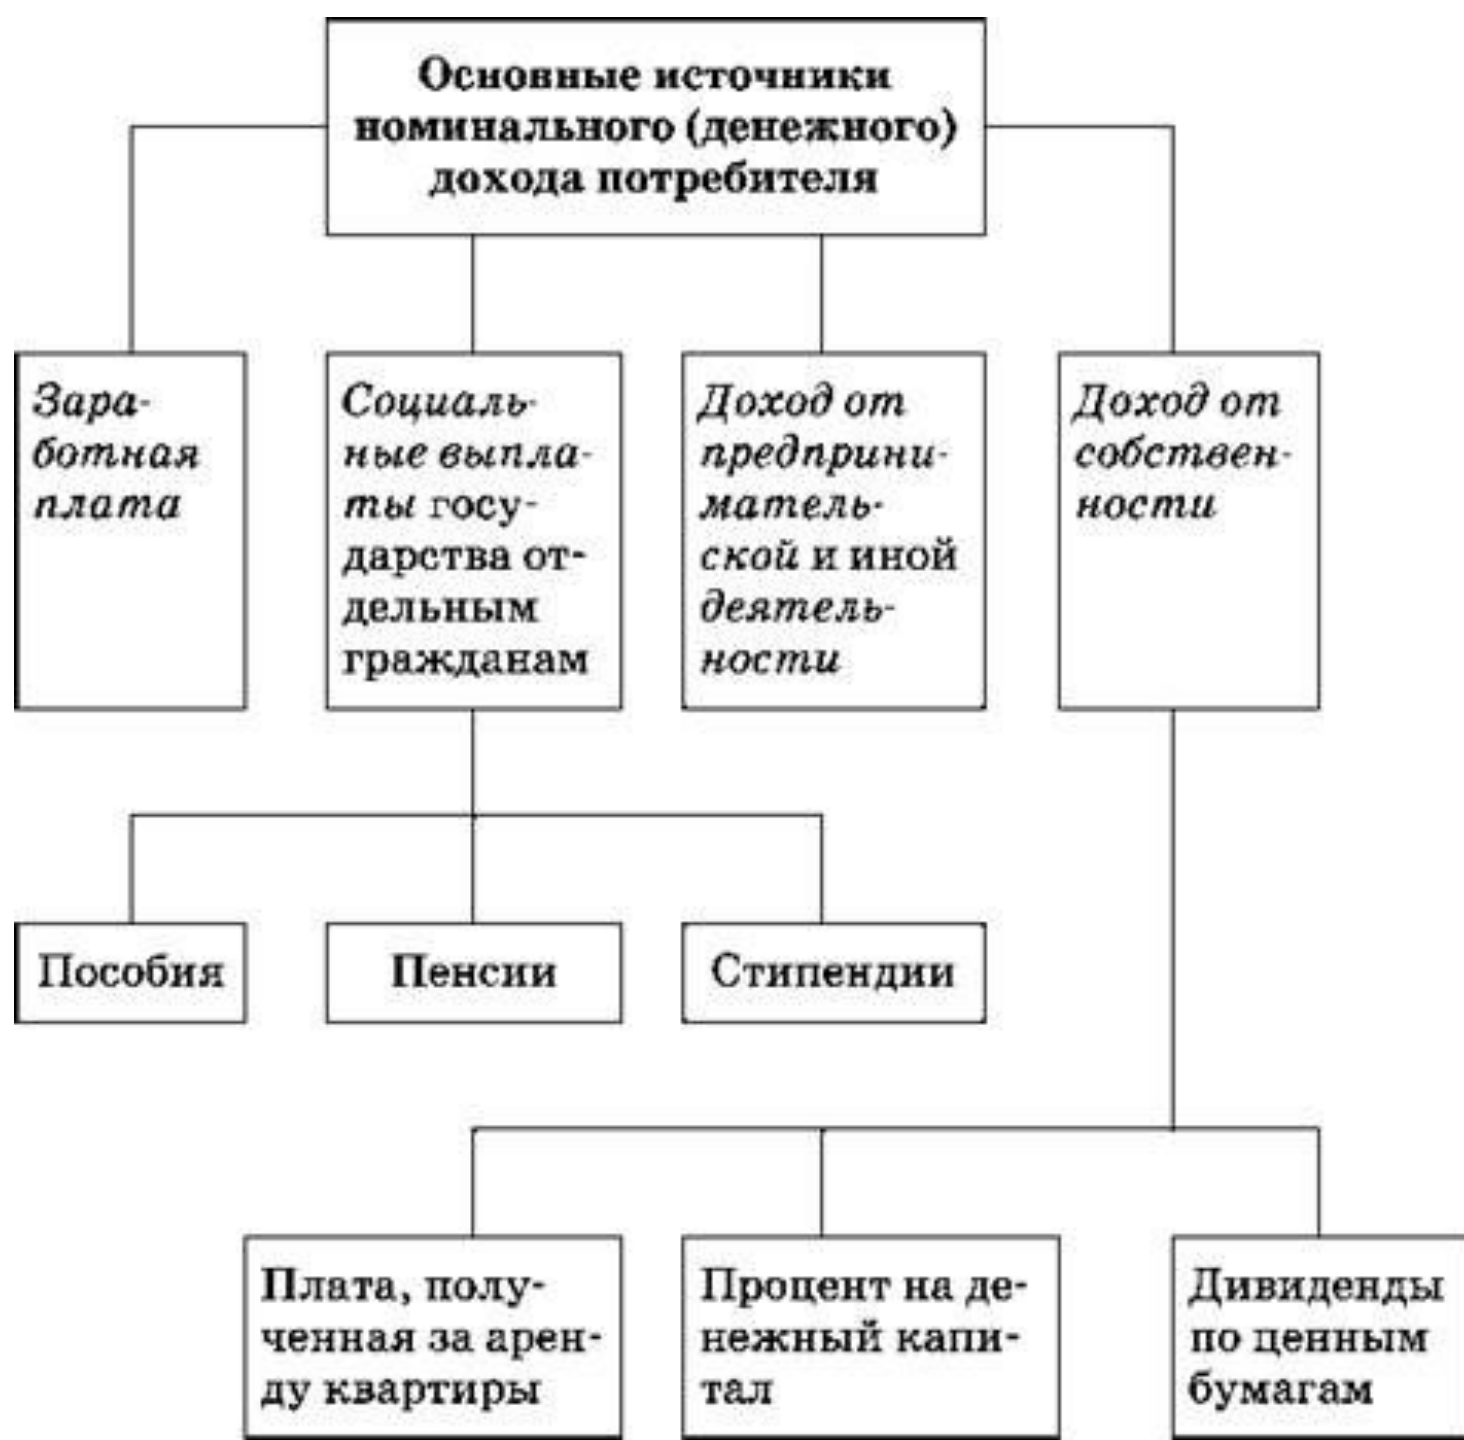 Основные источники
номинального (денежного)
дохода потребителя
Зара-
ботная
плата
Социаль-
ные выпла-
ты госу-
дарства от-
дельным
гражданам
Доход от
предприни-
матель-
ской и иной
деятель-
ности
Доход от
собствен-
ности
Пособия
Пенсии
Стипендии
Плата, полу-
ченная за арен-
ду квартиры
Процент на де-
нежный капи-
тал
Дивиденды
по ценным
бумагам